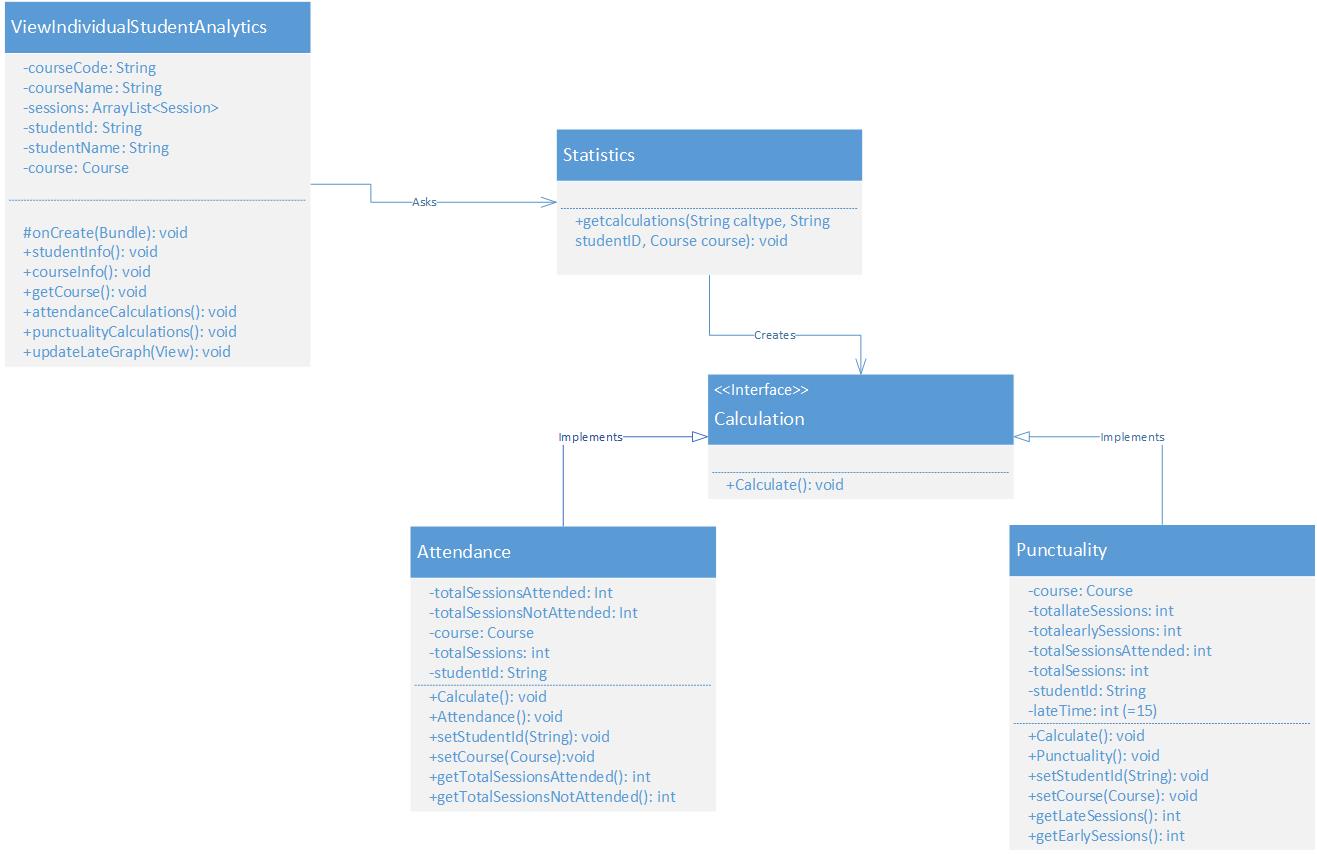 ViewIndividualStudentAnalytics
-courseCode: String
-courseName: String
-sessions: ArrayList<Session>
-studentId: String
-studentName: String
-course: Course
#onCreate(Bundle): void
+studentInfo(): void
+courseInfo(): void
+getCourse(): void
+attendanceCalculations(): void
+punctualityCalculations(): void
+updateLateGraph(View): void
Asks
Statistics
+getcalculations(String caltype, String
studentID, Course course): void
Creates
<<Interface>>
Calculation
+Calculate(): void
Implements
Implements
Attendance
-totalSessionsAttended: Int
-totalSessionsNotAttended: Int
-course: Course
-totalSessions: int
-studentId: String
+Calculate(): void
+Attendance(): void
+setStudentId(String): void
+setCourse(Course):void
+getTotalSessionsAttended(): int
+getTotalSessionsNotAttended(): int
Punctuality
-course: Course
-totallateSessions: int
-totalearlySessions: int
-totalSessionsAttended: int
-totalSessions: int
-studentId: String
-lateTime: int (=15)
+Calculate(): void
+Punctuality(): void
+setStudentId(String): void
+setCourse(Course): void
+getLateSessions(): int
+getEarlySessions(): int